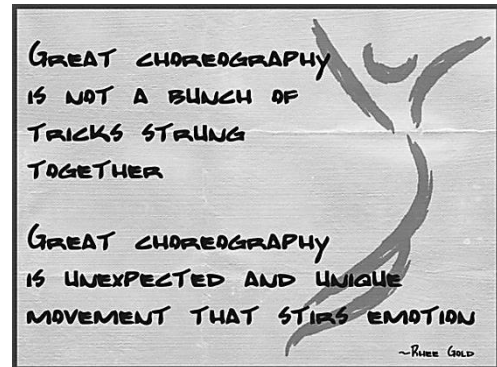 Great choreography
is not a bunch of
tricks strung
together
Great choreography
is unexpected and unique
movement that stirs emotion
~Rhee Gold